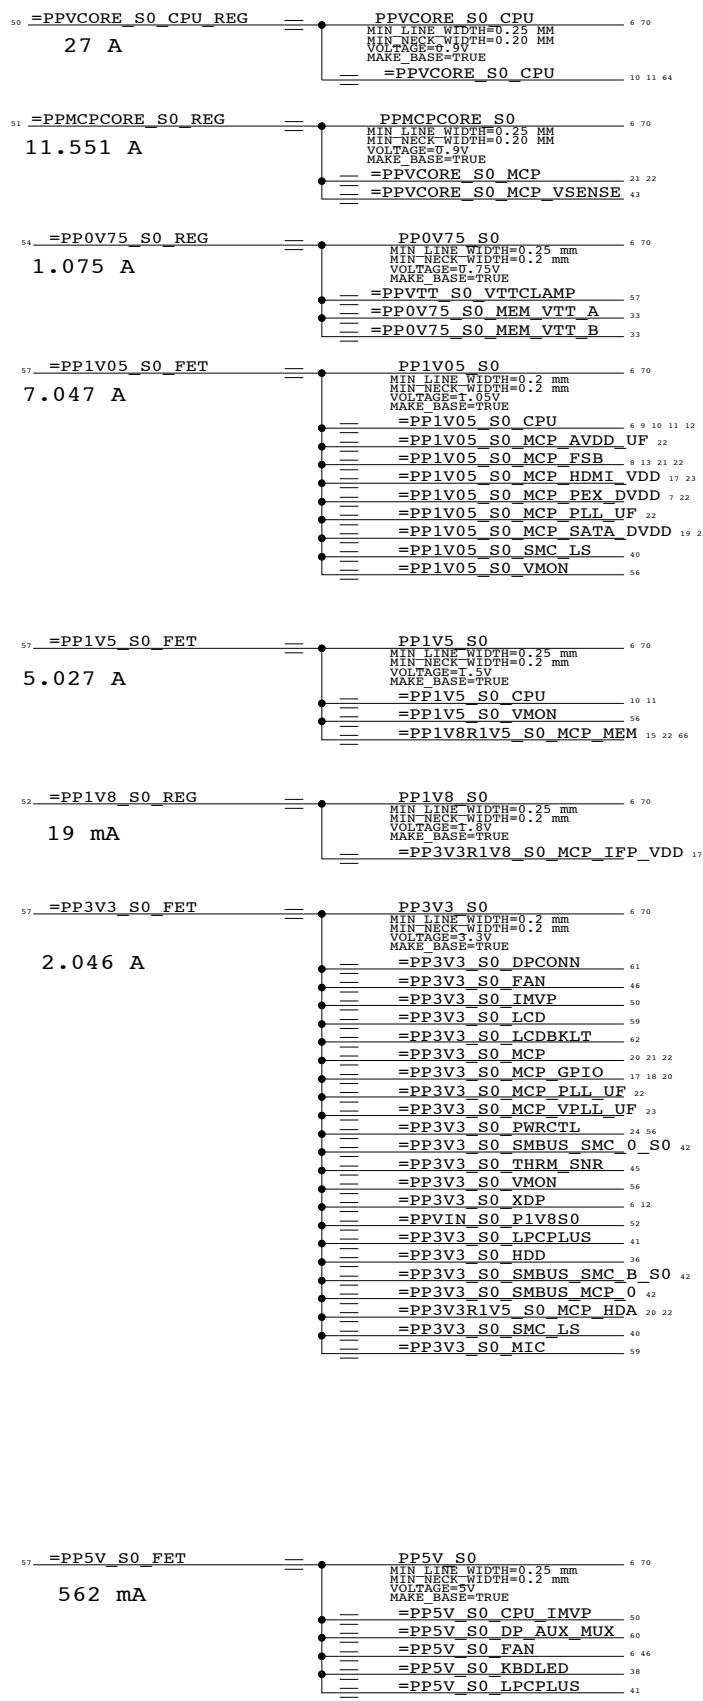 50 =PPVCORE_S0_CPU_REG PPVCORE_S0_CPU 6 70
27 A
MIN_LINE_WIDTH=0.25 MM
MIN_NECK_WIDTH=0.20 MM
VOLTAGE=0.9V
MAKE_BASE=TRUE
=PPVCORE_S0_CPU 10 11 64
51 =PPMCPCORE_S0_REG PPMCPCORE_S0 6 70
11.551 A
MIN_LINE_WIDTH=0.25 MM
MIN_NECK_WIDTH=0.20 MM
VOLTAGE=0.9V
MAKE_BASE=TRUE
=PPVCORE_S0_MCP 21 22
=PPVCORE_S0_MCP_VSENSE 43
54 =PP0V75_S0_REG PP0V75_S0 6 70
1.075 A
MIN_LINE_WIDTH=0.25 mm
MIN_NECK_WIDTH=0.2 mm
VOLTAGE=0.75V
MAKE_BASE=TRUE
=PPVTT_S0_VTTCLAMP 57
=PP0V75_S0_MEM_VTT_A 33
=PP0V75_S0_MEM_VTT_B 33
57 =PP1V05_S0_FET PP1V05_S0 6 70
7.047 A
MIN_LINE_WIDTH=0.2 mm
MIN_NECK_WIDTH=0.2 mm
VOLTAGE=1.05V
MAKE_BASE=TRUE
=PP1V05_S0_CPU 6 9 10 11 12
=PP1V05_S0_MCP_AVDD_UF 22
=PP1V05_S0_MCP_FSB 8 13 21 22
=PP1V05_S0_MCP_HDMI_VDD 17 23
=PP1V05_S0_MCP_PEX_DVDD 7 22
=PP1V05_S0_MCP_PLL_UF 22
=PP1V05_S0_MCP_SATA_DVDD 19
=PP1V05_S0_SMC_LS 40
=PP1V05_S0_VMON 56
57 =PP1V5_S0_FET PP1V5_S0 6 70
5.027 A
MIN_LINE_WIDTH=0.25 mm
MIN_NECK_WIDTH=0.2 mm
VOLTAGE=1.5V
MAKE_BASE=TRUE
=PP1V5_S0_CPU 10 11
=PP1V5_S0_VMON 56
=PP1V8R1V5_S0_MCP_MEM 15 22 66
52 =PP1V8_S0_REG PP1V8_S0 6 70
19 mA
MIN_LINE_WIDTH=0.25 mm
MIN_NECK_WIDTH=0.2 mm
VOLTAGE=1.8V
MAKE_BASE=TRUE
=PP3V3R1V8_S0_MCP_IFP_VDD 17
57 =PP3V3_S0_FET PP3V3_S0 6 70
2.046 A
MIN_LINE_WIDTH=0.2 mm
MIN_NECK_WIDTH=0.2 mm
VOLTAGE=3.3V
MAKE_BASE=TRUE
=PP3V3_S0_DPCONN 61
=PP3V3_S0_FAN 46
=PP3V3_S0_IMVP 50
=PP3V3_S0_LCD 59
=PP3V3_S0_LCDBKLT 62
=PP3V3_S0_MCP 20 21 22
=PP3V3_S0_MCP_GPIO 17 18 20
=PP3V3_S0_MCP_PLL_UF 22
=PP3V3_S0_MCP_VPLL_UF 23
=PP3V3_S0_PWRCTL 24 56
=PP3V3_S0_SMBUS_SMC_0_S0 42
=PP3V3_S0_THRM_SNR 45
=PP3V3_S0_VMON 56
=PP3V3_S0_XDP 6 12
=PPVIN_S0_P1V8S0 52
=PP3V3_S0_LPCPLUS 41
=PP3V3_S0_HDD 36
=PP3V3_S0_SMBUS_SMC_B_S0 42
=PP3V3_S0_SMBUS_MCP_0 42
=PP3V3R1V5_S0_MCP_HDA 20 22
=PP3V3_S0_SMC_LS 40
=PP3V3_S0_MIC 59
57 =PP5V_S0_FET PP5V_S0 6 70
562 mA
MIN_LINE_WIDTH=0.25 mm
MIN_NECK_WIDTH=0.2 mm
VOLTAGE=5V
MAKE_BASE=TRUE
=PP5V_S0_CPU_IMVP 50
=PP5V_S0_DP_AUX_MUX 60
=PP5V_S0_FAN 6 46
=PP5V_S0_KBDLED 38
=PP5V_S0_LPCPLUS 41